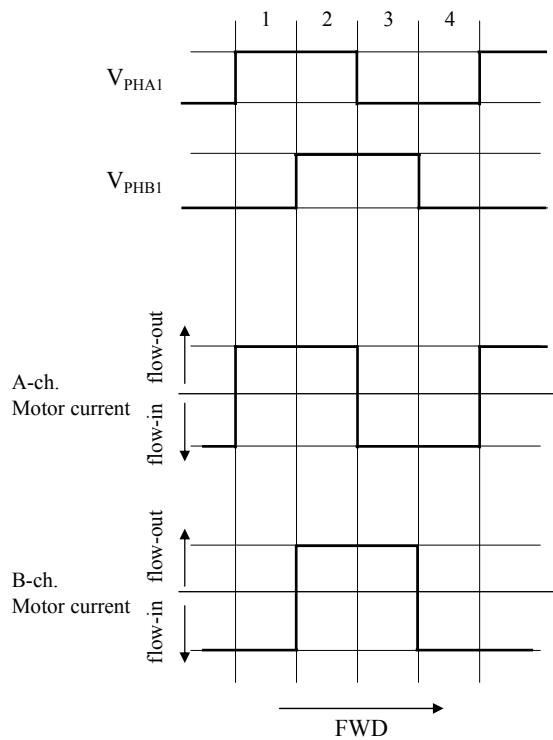 1 2 3 4
VPHA1
VPHB1
flow-out
A-ch.
Motor current
flow-in
flow-out
B-ch.
Motor current
flow-in
FWD